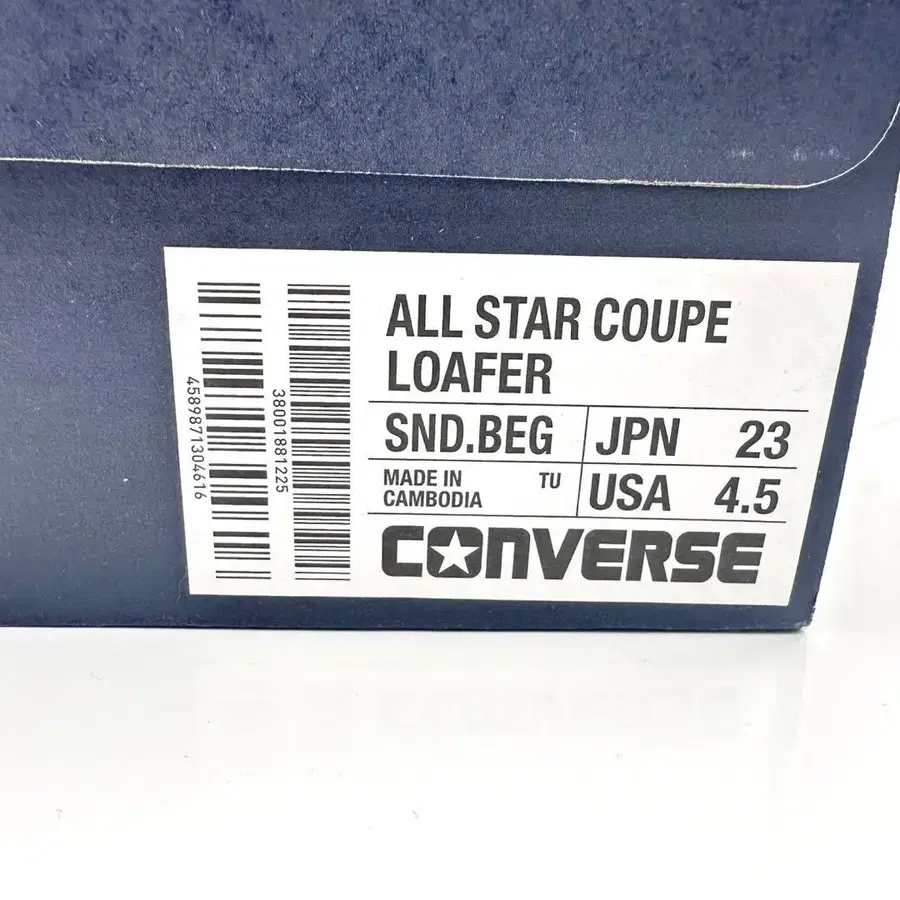 ALL STAR COUPE
LOAFER
SND.BEG JPN 23
MADE IN TU
CAMBODIA
USA 4.5
CONVERSE
4589871304616
38001881225